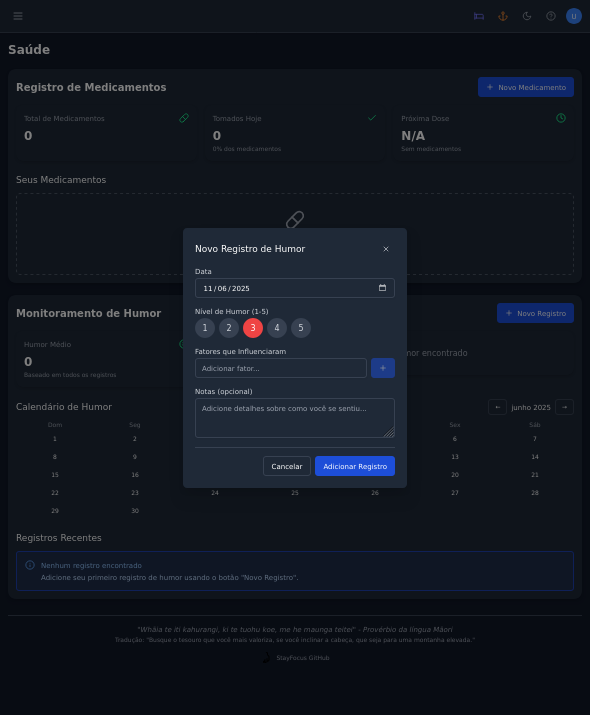 U
Saúde
Registro de Medicamentos
+ Novo Medicamento
Total de Medicamentos
0
Tomados Hoje
0
0% dos medicamentos
Próxima Dose
N/A
Sem medicamentos
Seus Medicamentos
Novo Registro de Humor
×
Data
11/06/2025
Nível de Humor (1-5)
1 2 3 4 5
Fatores que Influenciaram
Adicionar fator...
+
Notas (opcional)
Adicione detalhes sobre como você se sentiu...
Cancelar
Adicionar Registro
Monitoramento de Humor
+ Novo Registro
Humor Médio
0
Baseado em todos os registros
mor encontrado
Calendário de Humor
← junho 2025 →
Dom Seg Sex Sáb
1 2 6 7
8 9 13 14
15 16 20 21
22 23 24 25 26 27 28
29 30
Registros Recentes
Nenhum registro encontrado
Adicione seu primeiro registro de humor usando o botão "Novo Registro".
"Whāia te iti kahurangi, ki te tuohu koe, me he maunga teitei" - Provérbio da língua Māori
Tradução: "Busque o tesouro que você mais valoriza, se você inclinar a cabeça, que seja para uma montanha elevada."
StayFocus GitHub